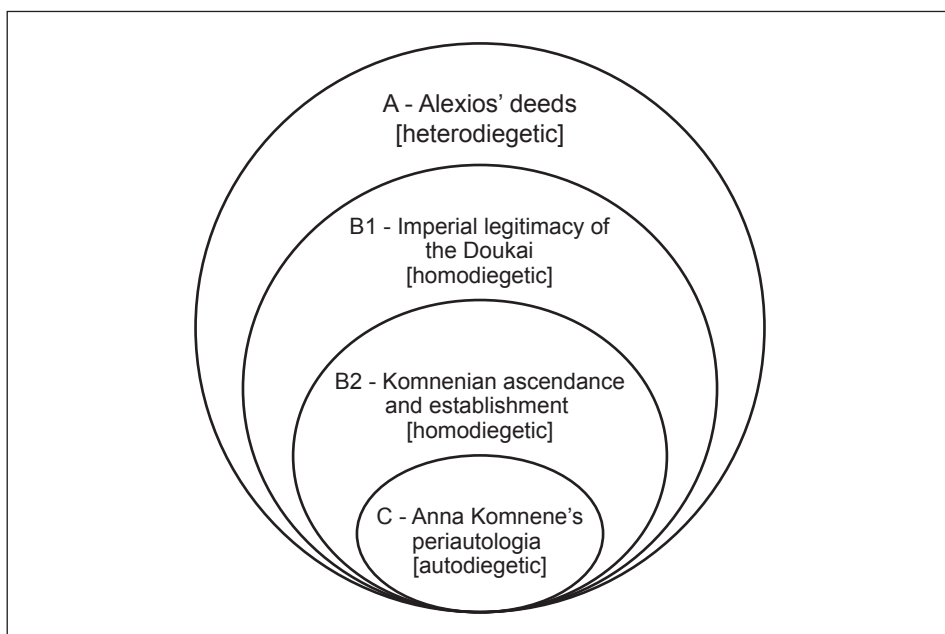 A - Alexios’ deeds
[heterodiegetic]
B1 - Imperial legitimacy of
the Doukai
[homodiegetic]
B2 - Komnenian ascendance
and establishment
[homodiegetic]
C - Anna Komnene’s
periautologia
[autodiegetic]